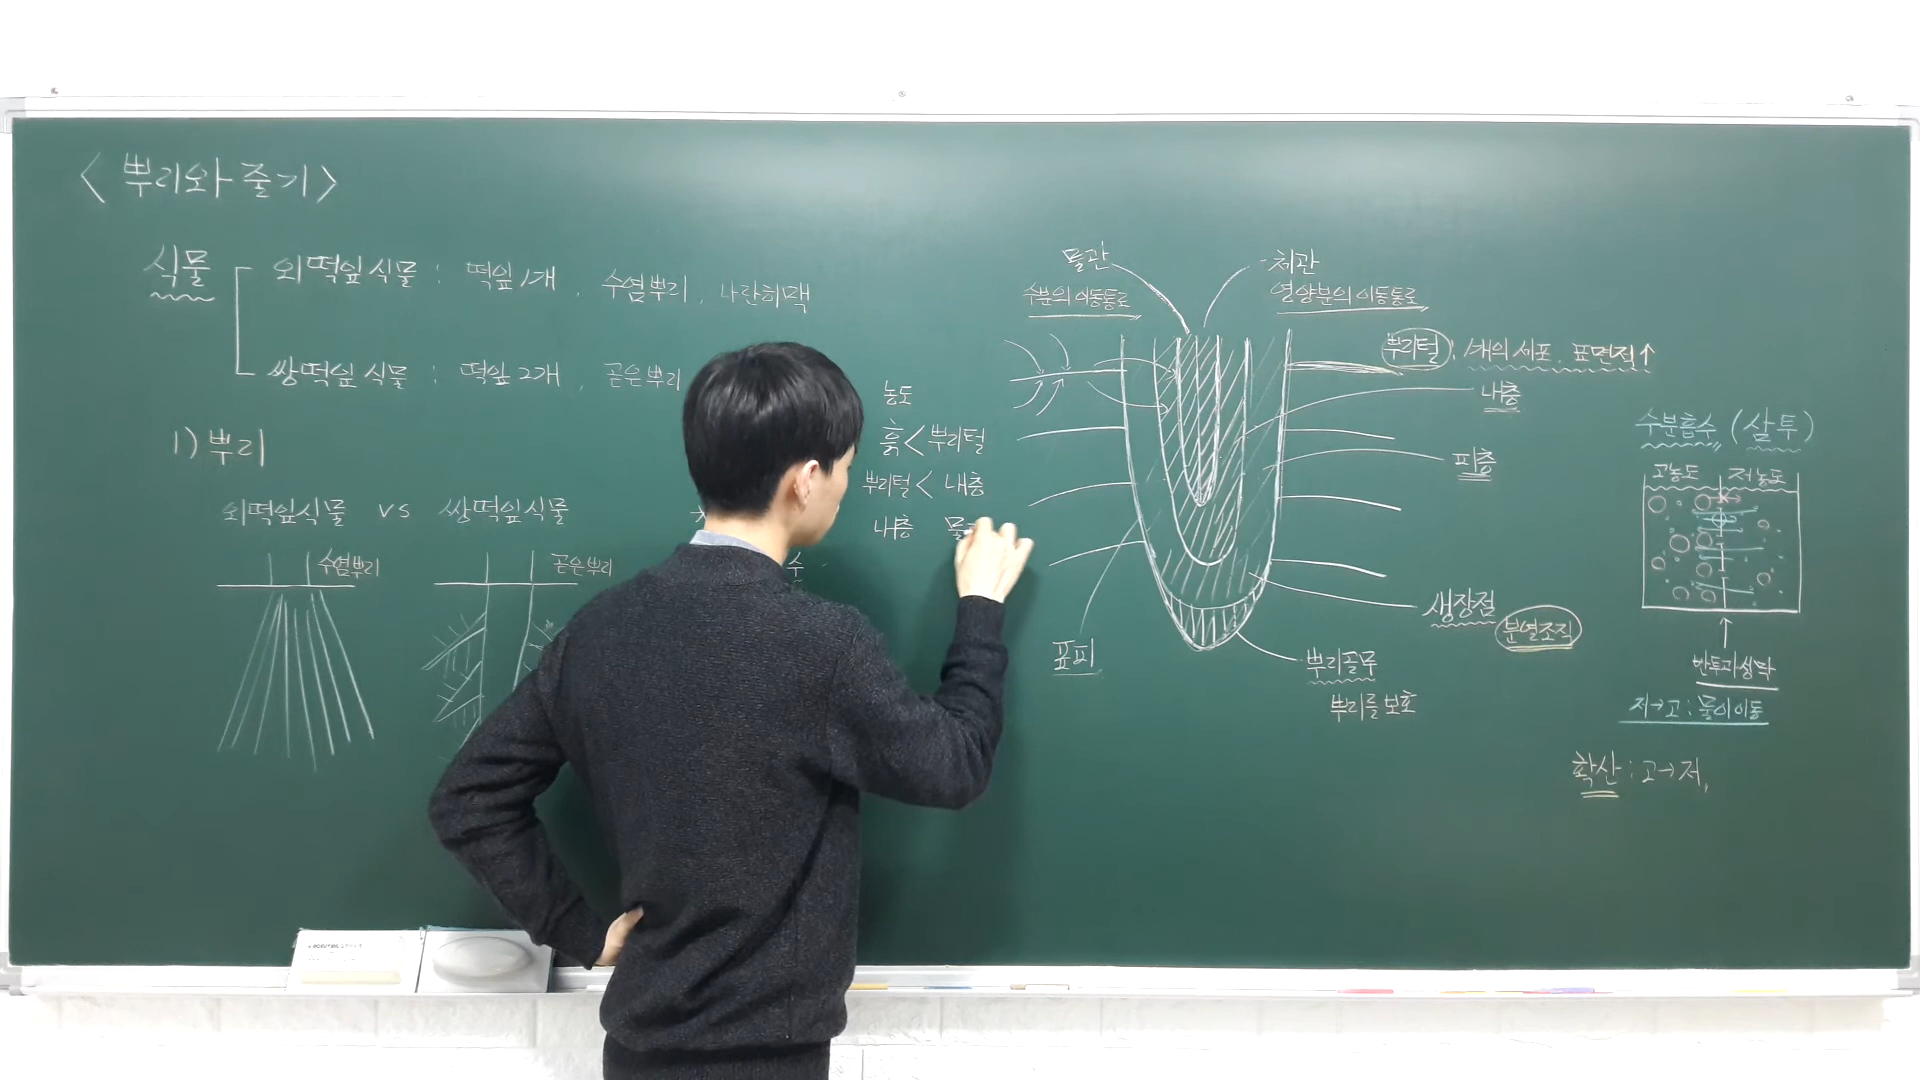 <뿌리와 줄기>
식물
외떡잎식물 : 떡잎 1개, 수염뿌리, 나란히맥
쌍떡잎식물 : 떡잎 2개, 곧은뿌리
1) 뿌리
외떡잎식물 vs 쌍떡잎식물
수염뿌리
곧은뿌리
수
농도
흙 < 뿌리털
뿌리털 < 내층
내층 물
물관
수분의 이동통로
체관
영양분의 이동통로
뿌리털 : 1개의 세포. 표면적↑
내층
피층
생장점
분열조직
표피
뿌리골무
뿌리를 보호
수분흡수 (삼투)
고농도 저농도
반투과성막
저→고 : 물이 이동
확산 : 고→저,